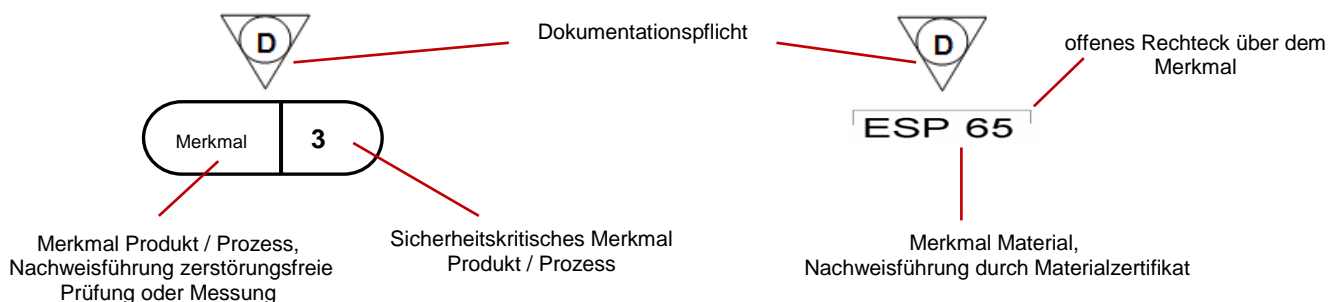 D
Dokumentationspflicht
D
offenes Rechteck über dem
Merkmal
Merkmal
3
ESP 65
Merkmal Produkt / Prozess,
Nachweisführung zerstörungsfreie
Prüfung oder Messung
Sicherheitskritisches Merkmal
Produkt / Prozess
Merkmal Material,
Nachweisführung durch Materialzertifikat